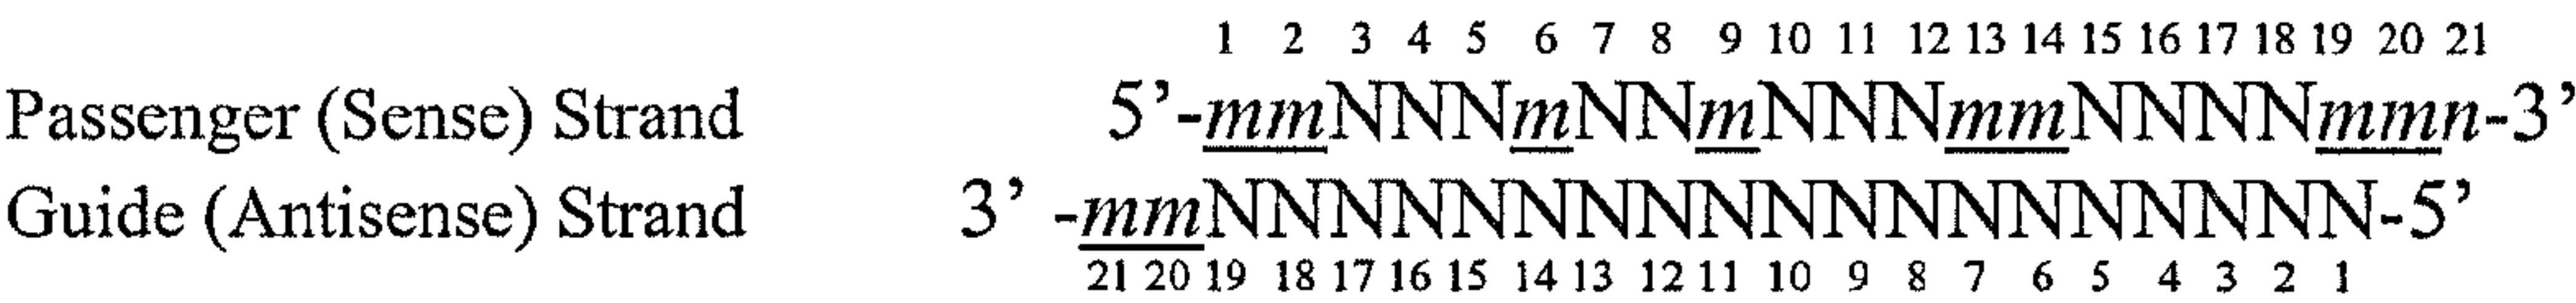 1 2 3 4 5 6 7 8 9 10 11 12 13 14 15 16 17 18 19 20 21
Passenger (Sense) Strand 5’-mmNNNmNNmNNNmmNNNNmmn-3’
Guide (Antisense) Strand 3’ -mmNNNNNNNNNNNNNNNNNNN-5’
21 20 19 18 17 16 15 14 13 12 11 10 9 8 7 6 5 4 3 2 1